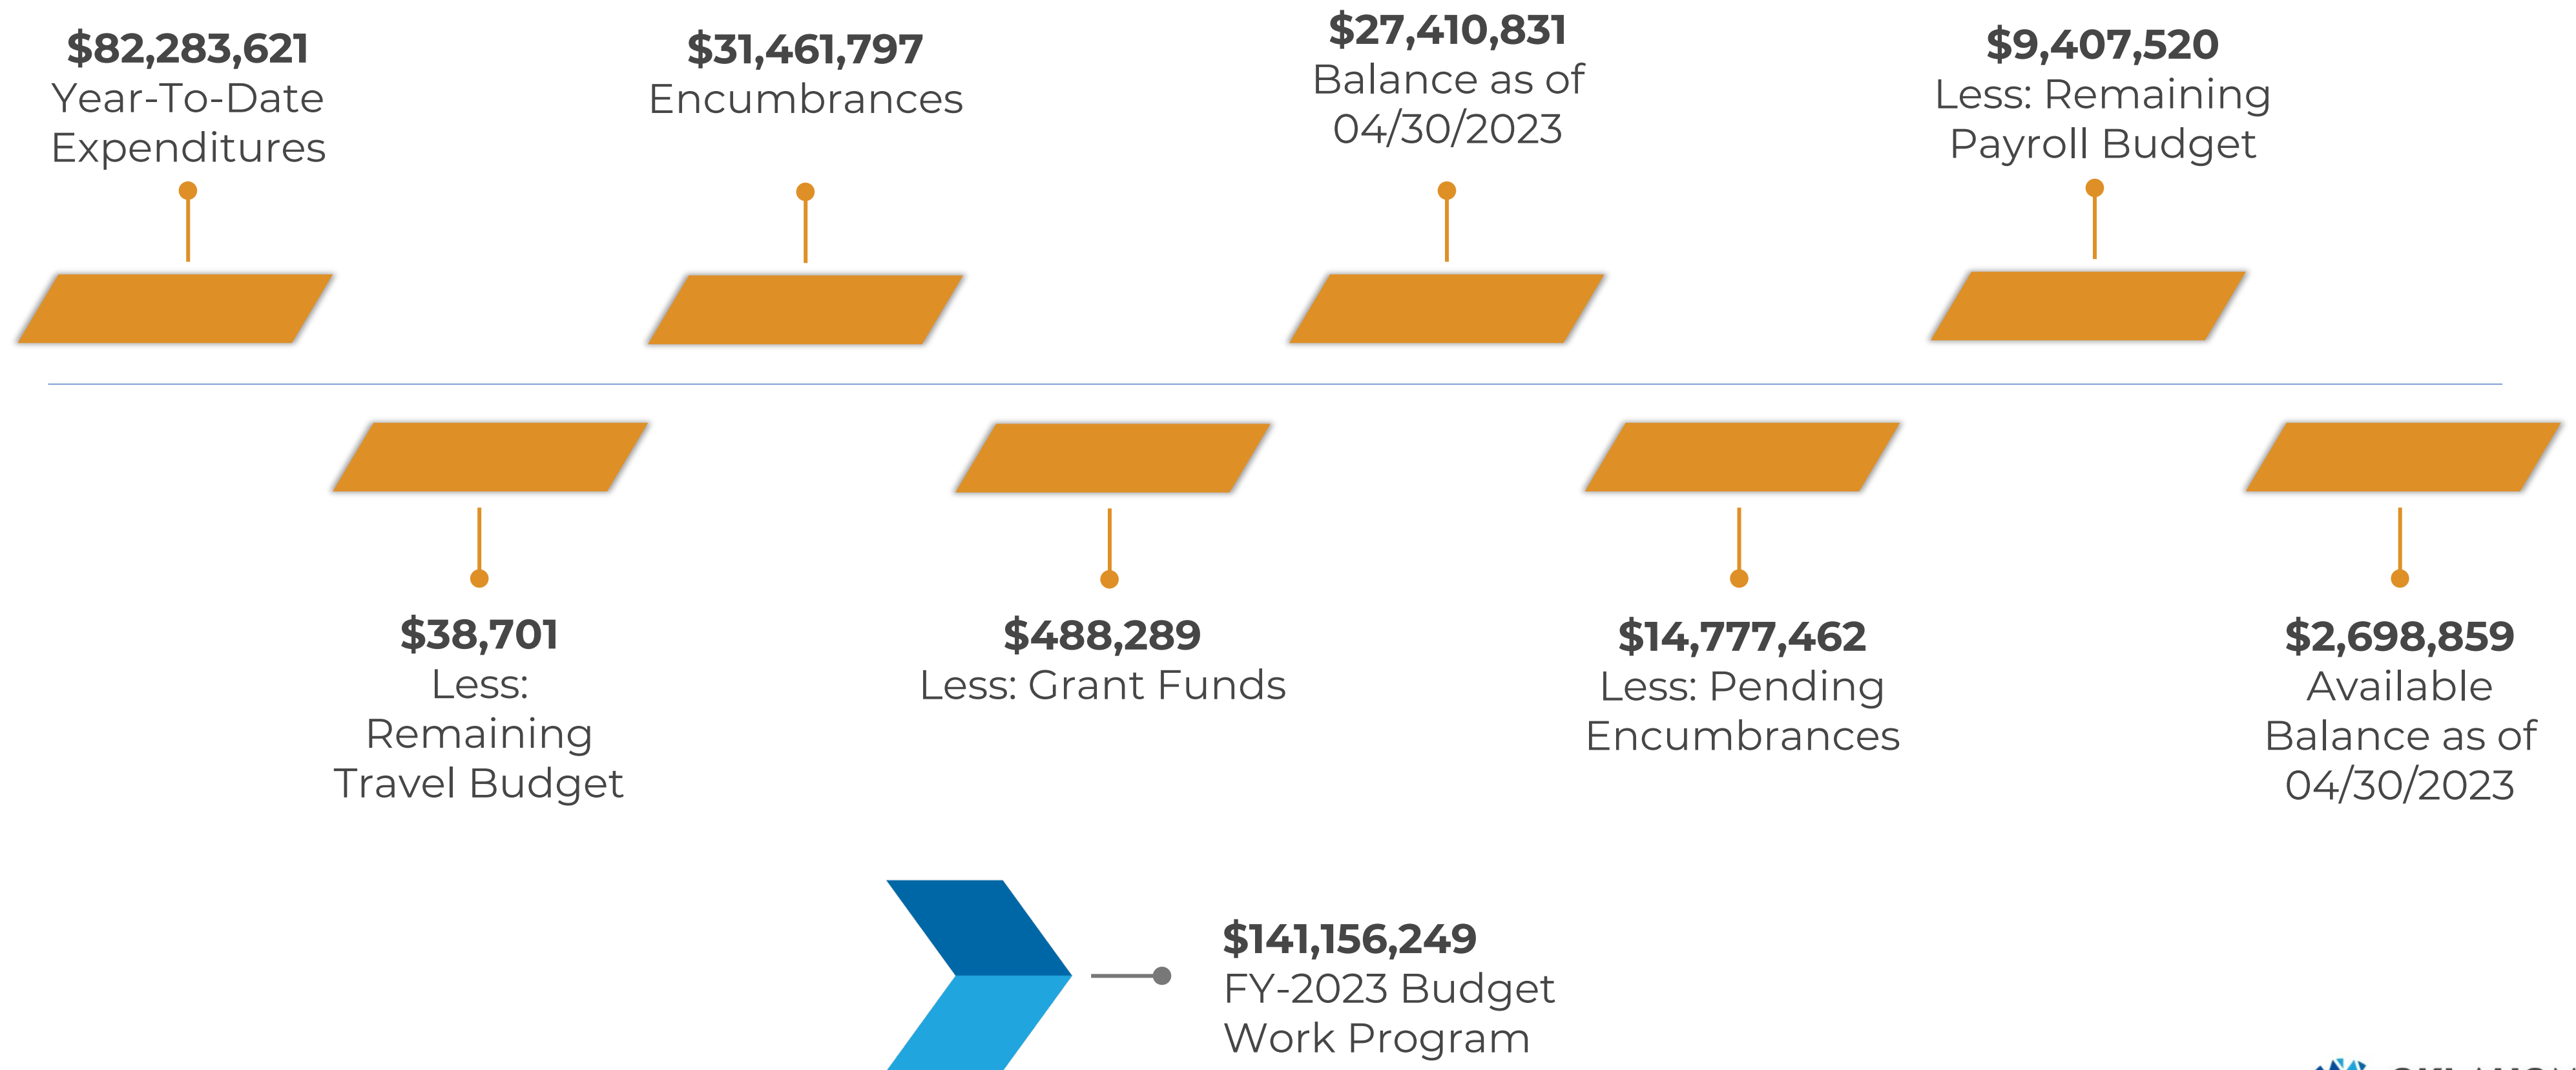 $82,283,621
Year-To-Date
Expenditures
$31,461,797
Encumbrances
$27,410,831
Balance as of
04/30/2023
$9,407,520
Less: Remaining
Payroll Budget
$38,701
Less:
Remaining
Travel Budget
$488,289
Less: Grant Funds
$14,777,462
Less: Pending
Encumbrances
$2,698,859
Available
Balance as of
04/30/2023
$141,156,249
FY-2023 Budget
Work Program